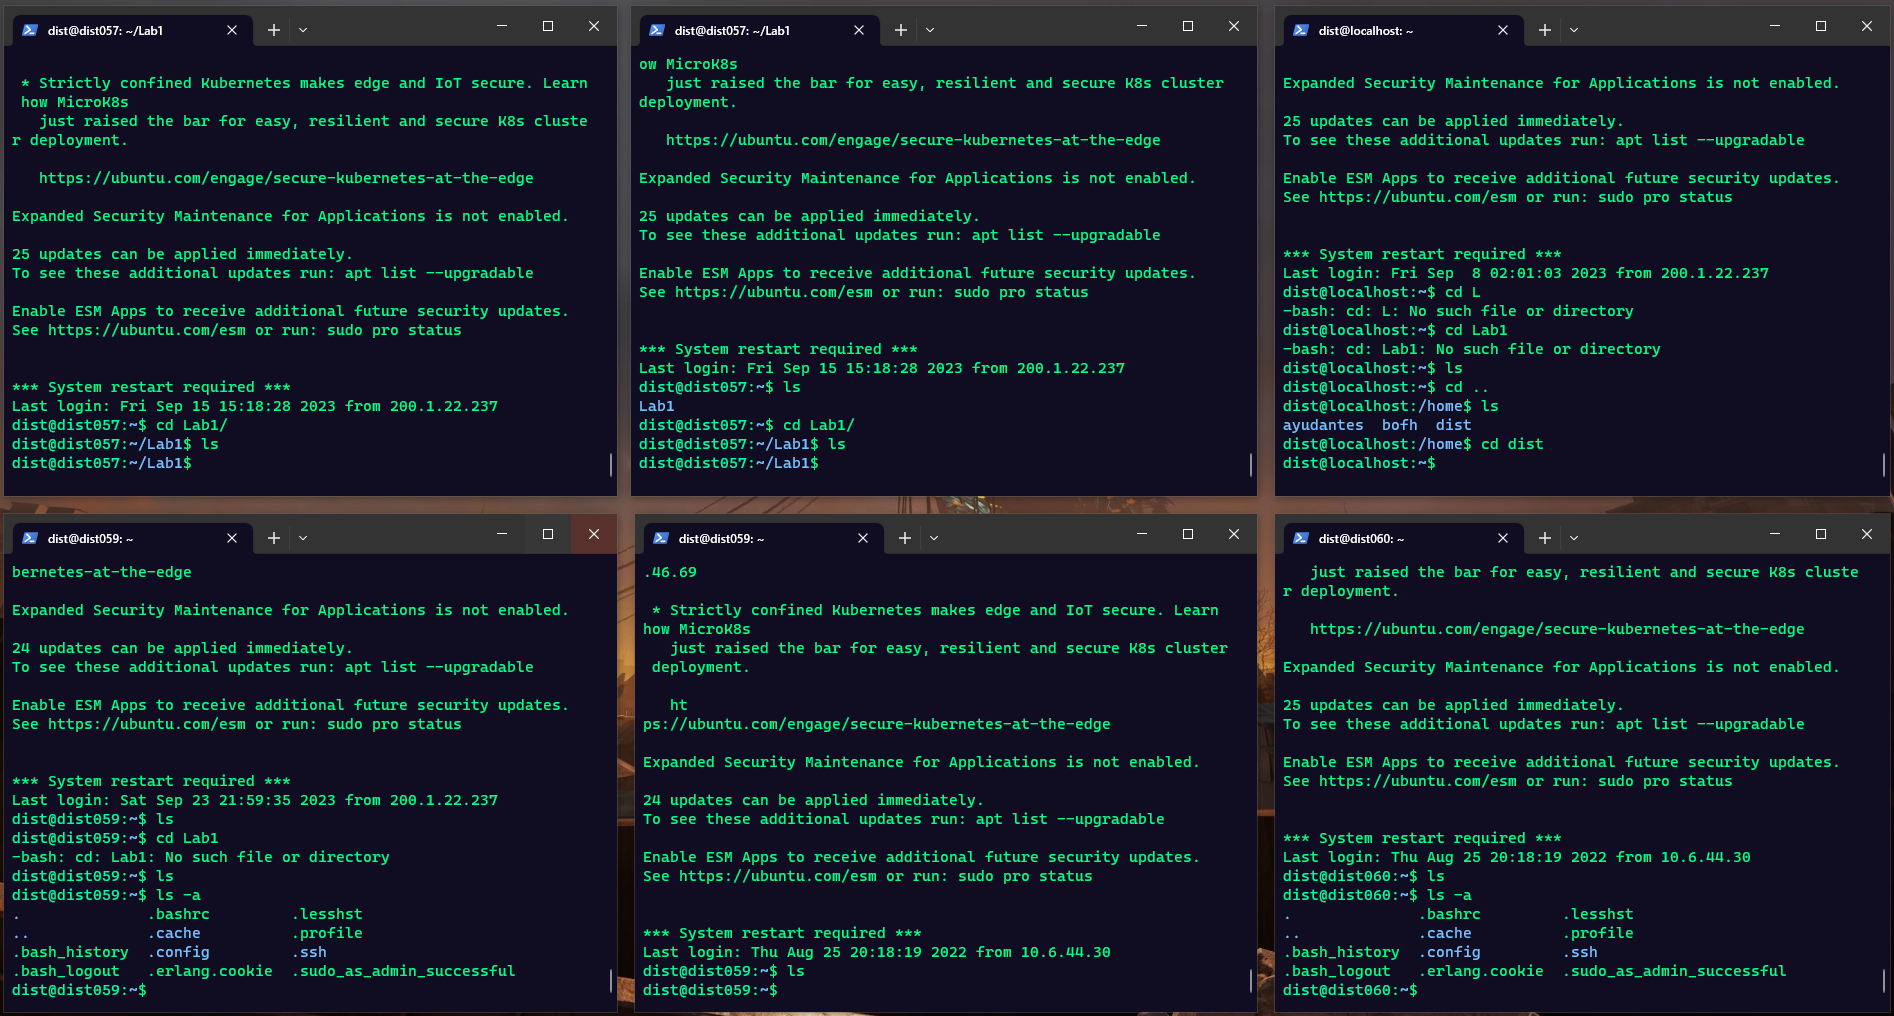 dist@dist057: ~/Lab1
* Strictly confined Kubernetes makes edge and IoT secure. Learn
how MicroK8s
just raised the bar for easy, resilient and secure K8s cluste
r deployment.
https://ubuntu.com/engage/secure-kubernetes-at-the-edge
Expanded Security Maintenance for Applications is not enabled.
25 updates can be applied immediately.
To see these additional updates run: apt list --upgradable
Enable ESM Apps to receive additional future security updates.
See https://ubuntu.com/esm or run: sudo pro status
*** System restart required ***
Last login: Fri Sep 15 15:18:28 2023 from 200.1.22.237
dist@dist057:~$ cd Lab1/
dist@dist057:~/Lab1$ ls
dist@dist057:~/Lab1$
dist@dist057: ~/Lab1
ow MicroK8s
just raised the bar for easy, resilient and secure K8s cluster
deployment.
https://ubuntu.com/engage/secure-kubernetes-at-the-edge
Expanded Security Maintenance for Applications is not enabled.
25 updates can be applied immediately.
To see these additional updates run: apt list --upgradable
Enable ESM Apps to receive additional future security updates.
See https://ubuntu.com/esm or run: sudo pro status
*** System restart required ***
Last login: Fri Sep 15 15:18:28 2023 from 200.1.22.237
dist@dist057:~$ ls
Lab1
dist@dist057:~$ cd Lab1/
dist@dist057:~/Lab1$ ls
dist@dist057:~/Lab1$
dist@localhost: ~
Expanded Security Maintenance for Applications is not enabled.
25 updates can be applied immediately.
To see these additional updates run: apt list --upgradable
Enable ESM Apps to receive additional future security updates.
See https://ubuntu.com/esm or run: sudo pro status
*** System restart required ***
Last login: Fri Sep  8 02:01:03 2023 from 200.1.22.237
dist@localhost:~$ cd L
-bash: cd: L: No such file or directory
dist@localhost:~$ cd Lab1
-bash: cd: Lab1: No such file or directory
dist@localhost:~$ ls
dist@localhost:~$ cd ..
dist@localhost:/home$ ls
ayudantes  bofh  dist
dist@localhost:/home$ cd dist
dist@localhost:~$
dist@dist059: ~
bernetes-at-the-edge
Expanded Security Maintenance for Applications is not enabled.
24 updates can be applied immediately.
To see these additional updates run: apt list --upgradable
Enable ESM Apps to receive additional future security updates.
See https://ubuntu.com/esm or run: sudo pro status
*** System restart required ***
Last login: Sat Sep 23 21:59:35 2023 from 200.1.22.237
dist@dist059:~$ ls
dist@dist059:~$ cd Lab1
-bash: cd: Lab1: No such file or directory
dist@dist059:~$ ls
dist@dist059:~$ ls -a
.              .bashrc         .lesshst
..             .cache          .profile
.bash_history  .config         .ssh
.bash_logout   .erlang.cookie  .sudo_as_admin_successful
dist@dist059:~$
dist@dist059: ~
.46.69
* Strictly confined Kubernetes makes edge and IoT secure. Learn
how MicroK8s
just raised the bar for easy, resilient and secure K8s cluster
deployment.
ht
ps://ubuntu.com/engage/secure-kubernetes-at-the-edge
Expanded Security Maintenance for Applications is not enabled.
24 updates can be applied immediately.
To see these additional updates run: apt list --upgradable
Enable ESM Apps to receive additional future security updates.
See https://ubuntu.com/esm or run: sudo pro status
*** System restart required ***
Last login: Thu Aug 25 20:18:19 2022 from 10.6.44.30
dist@dist059:~$ ls
dist@dist059:~$
dist@dist060: ~
just raised the bar for easy, resilient and secure K8s cluste
r deployment.
https://ubuntu.com/engage/secure-kubernetes-at-the-edge
Expanded Security Maintenance for Applications is not enabled.
25 updates can be applied immediately.
To see these additional updates run: apt list --upgradable
Enable ESM Apps to receive additional future security updates.
See https://ubuntu.com/esm or run: sudo pro status
*** System restart required ***
Last login: Thu Aug 25 20:18:19 2022 from 10.6.44.30
dist@dist060:~$ ls
dist@dist060:~$ ls -a
.              .bashrc         .lesshst
..             .cache          .profile
.bash_history  .config         .ssh
.bash_logout   .erlang.cookie  .sudo_as_admin_successful
dist@dist060:~$